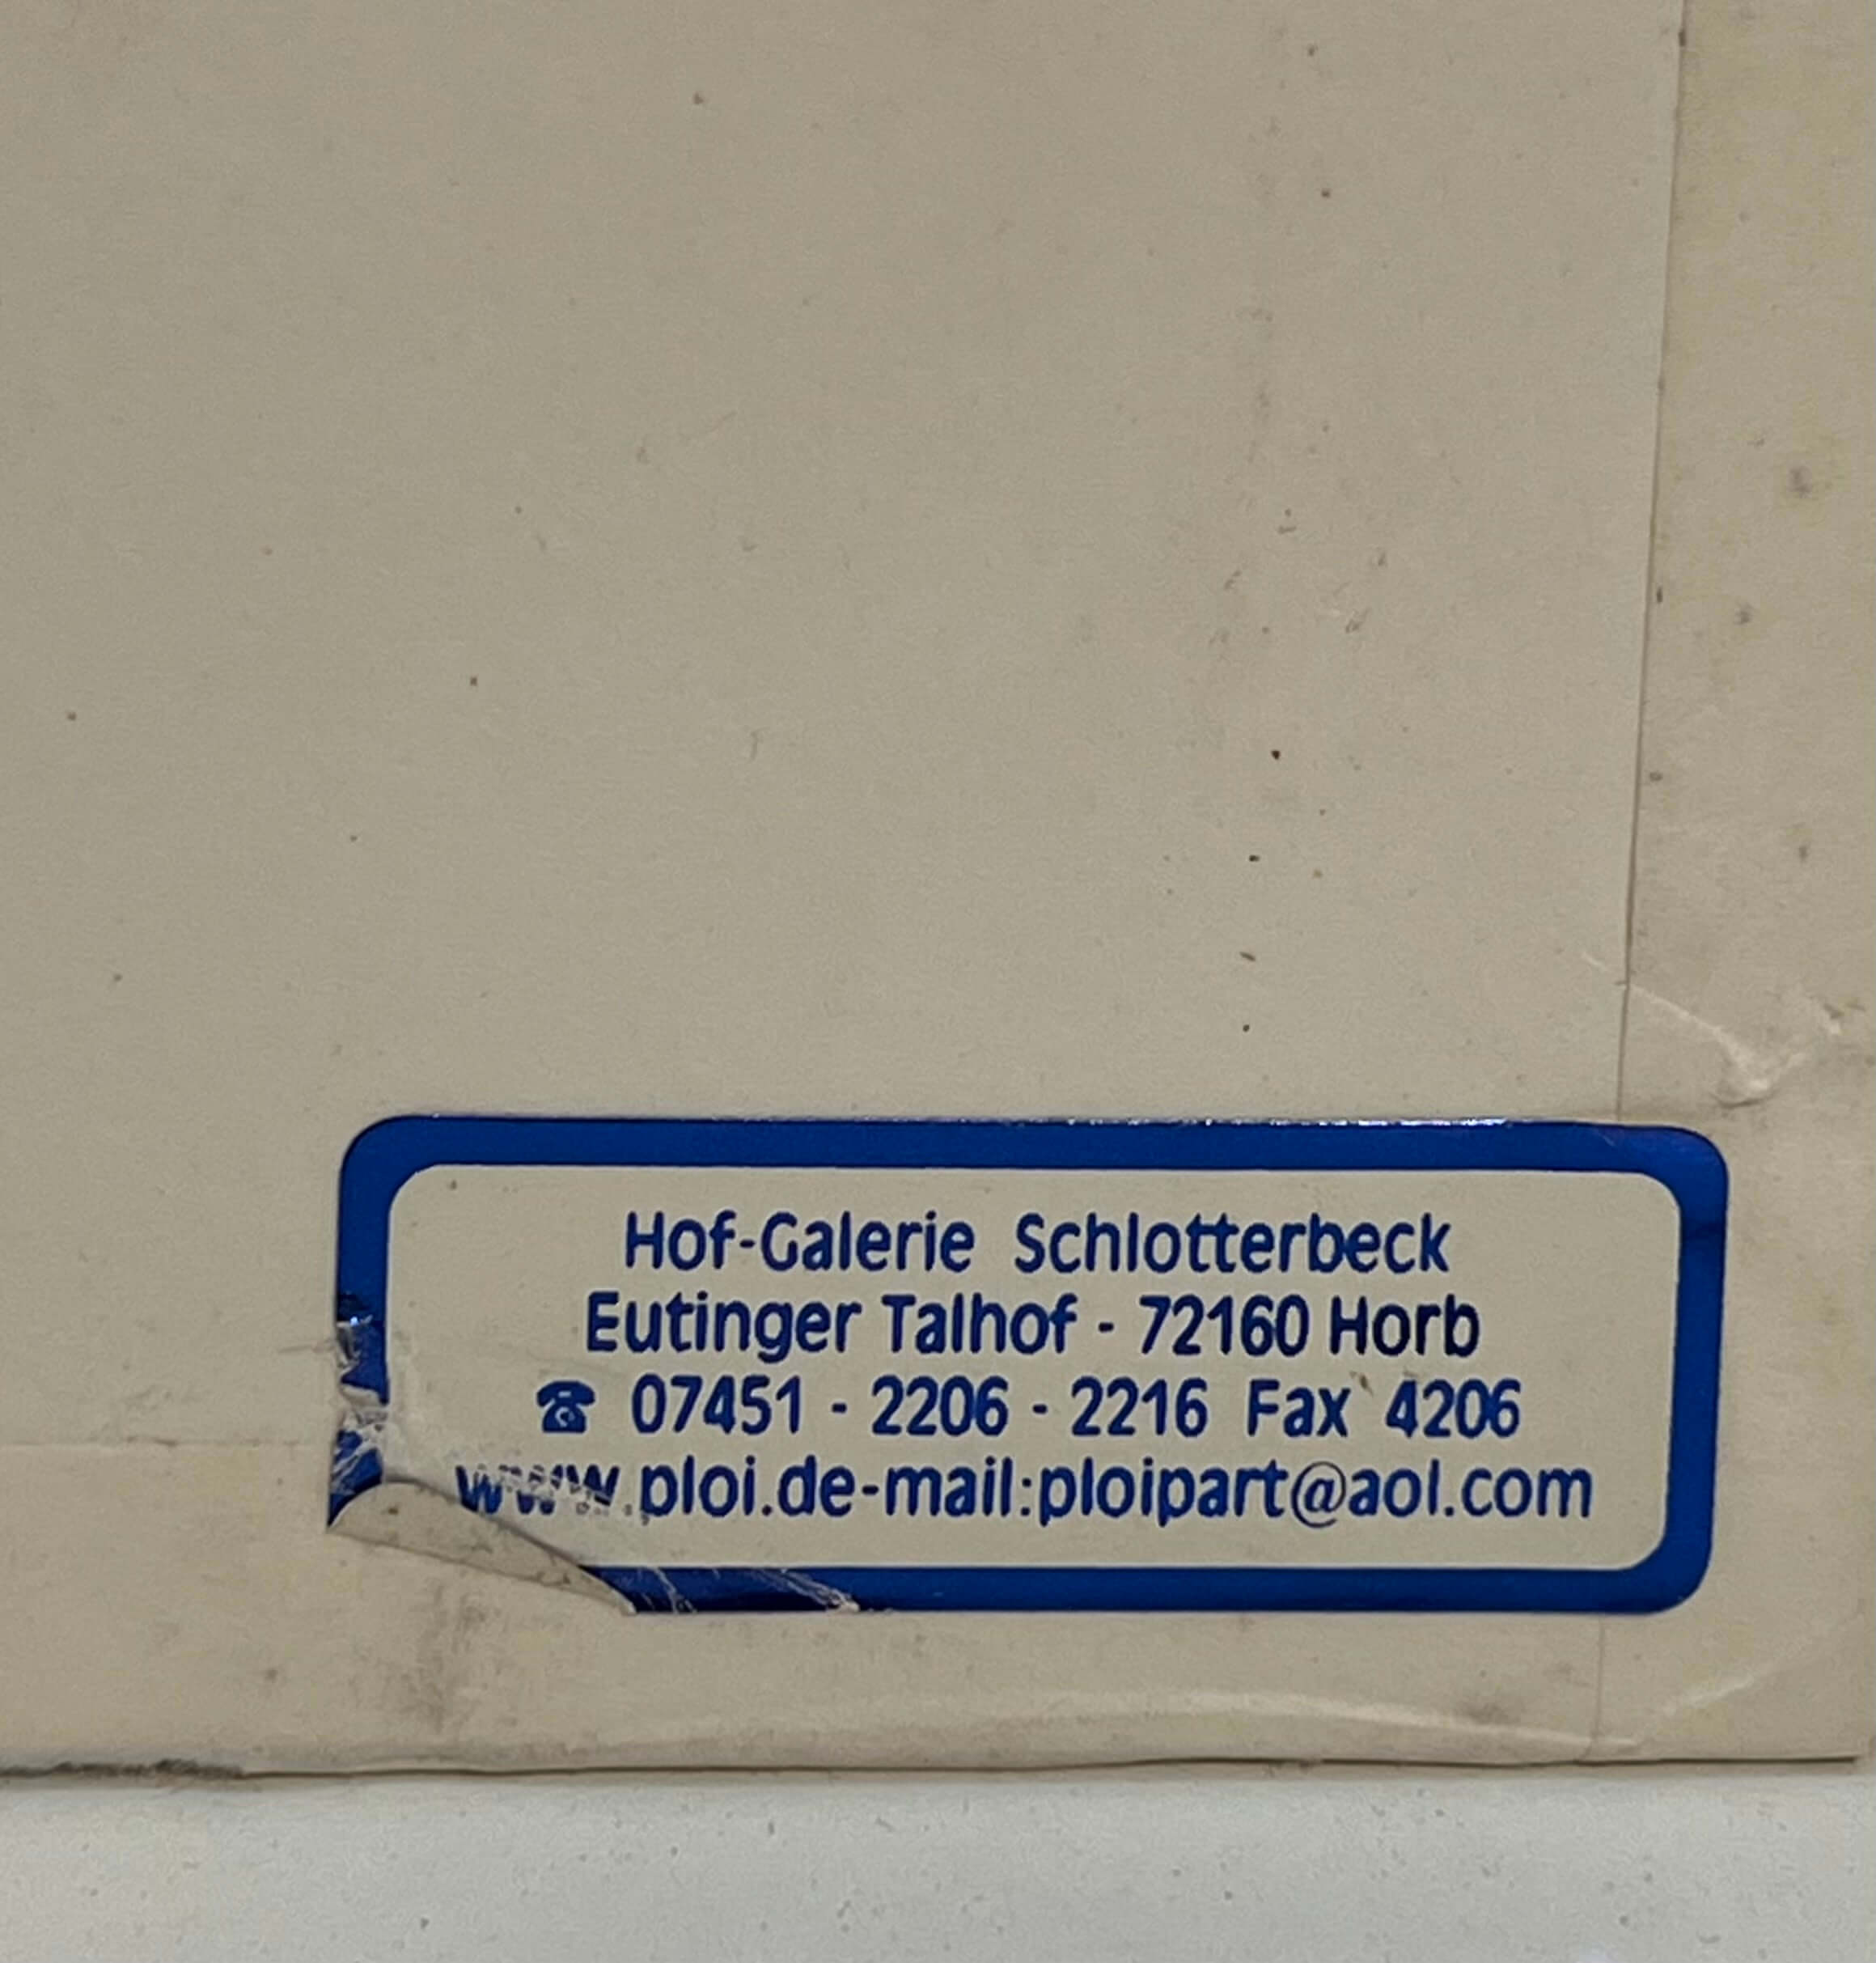 Hof-Galerie Schlotterbeck
Eutinger Talhof - 72160 Horb
☎ 07451 - 2206 - 2216 Fax 4206
www.ploi.de-mail:ploipart@aol.com